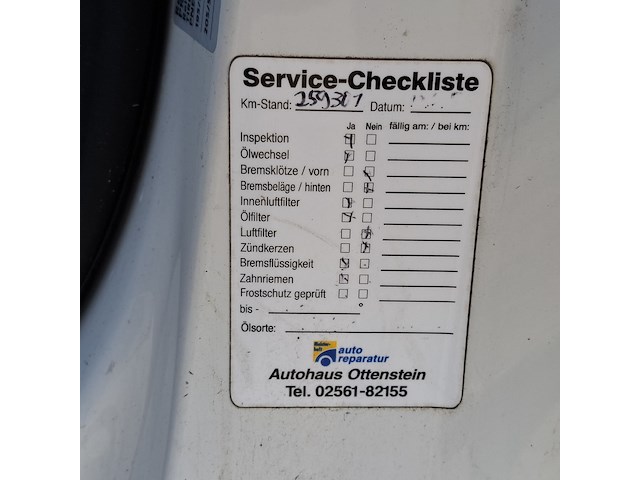 Service-Checkliste
Km-Stand: 259301 Datum:
Ja Nein fällig am: / bei km:
Inspektion
Ölwechsel
Bremsklötze / vorn
Bremsbeläge / hinten
Innenluftfilter
Ölfilter
Luftfilter
Zündkerzen
Bremsflüssigkeit
Zahnriemen
Frostschutz geprüft
bis - °
Ölsorte:
auto
reparatur
Autohaus Ottenstein
Tel. 02561-82155